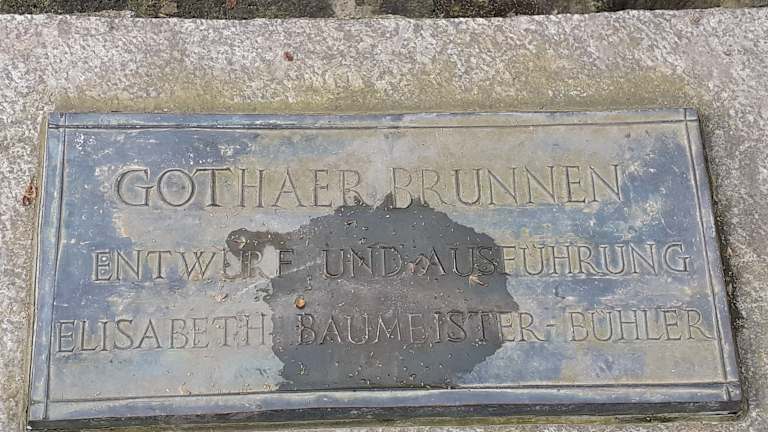 GOTHAER BRUNNEN
ENTWURF UND AUSFÜHRUNG
ELISABETH BAUMEISTER-BÜHLER